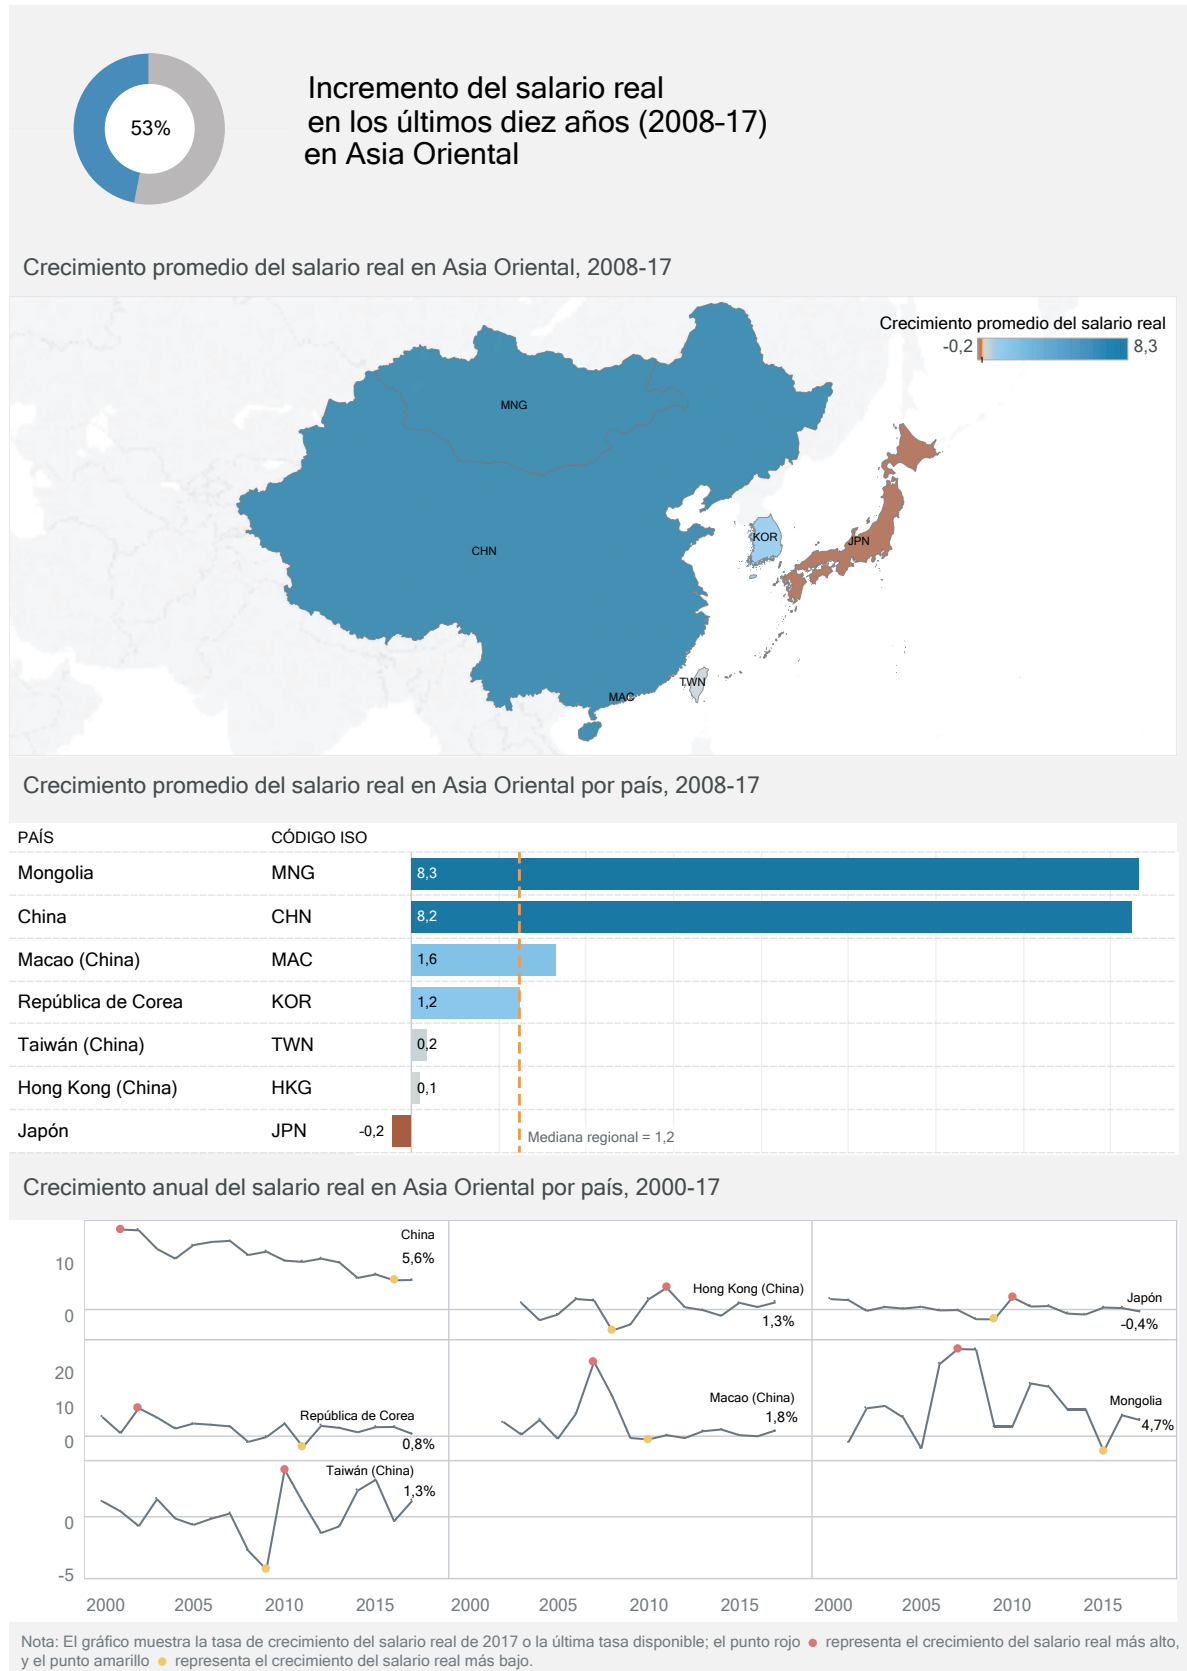 53%
Incremento del salario real
en los últimos diez años (2008-17)
en Asia Oriental
Crecimiento promedio del salario real en Asia Oriental, 2008-17
Crecimiento promedio del salario real
-0,2 8,3
MNG
CHN
KOR
JPN
TWN
MAC
Crecimiento promedio del salario real en Asia Oriental por país, 2008-17
PAÍS CÓDIGO ISO
Mongolia MNG 8,3
China CHN 8,2
Macao (China) MAC 1,6
República de Corea KOR 1,2
Taiwán (China) TWN 0,2
Hong Kong (China) HKG 0,1
Japón JPN -0,2
Mediana regional = 1,2
Crecimiento anual del salario real en Asia Oriental por país, 2000-17
10
0
China
5,6%
Hong Kong (China)
1,3%
Japón
-0,4%
20
10
0
República de Corea
0,8%
Macao (China)
1,8%
Mongolia
4,7%
0
-5
Taiwán (China)
1,3%
2000 2005 2010 2015 2000 2005 2010 2015 2000 2005 2010 2015
Nota: El gráfico muestra la tasa de crecimiento del salario real de 2017 o la última tasa disponible; el punto rojo representa el crecimiento del salario real más alto,
y el punto amarillo representa el crecimiento del salario real más bajo.